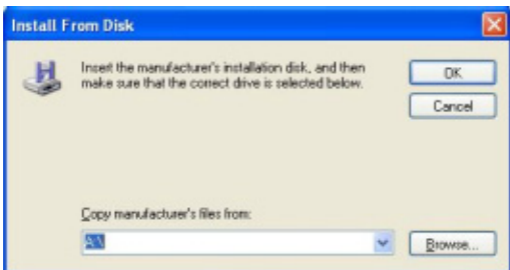 Install From Disk
Insert the manufacturer's installation disk, and then
make sure that the correct drive is selected below.
OK
Cancel
Copy manufacturer's files from:
A:\
Browse...